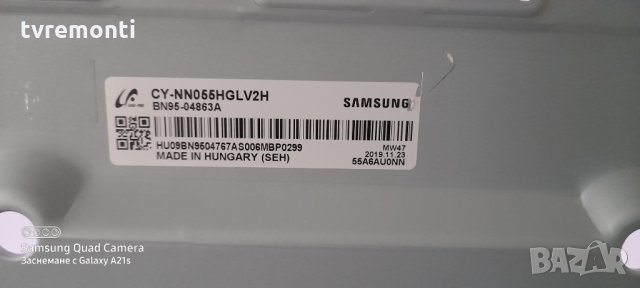 tvremonti
CY-NN055HGLV2H
BN95-04863A
SAMSUNG
HU09BN9504767AS006MBP0299
MADE IN HUNGARY (SEH)
MW47
2019.11.23
55A6AU0NN
Samsung Quad Camera
Заснемане с Galaxy A21s
BAZAR